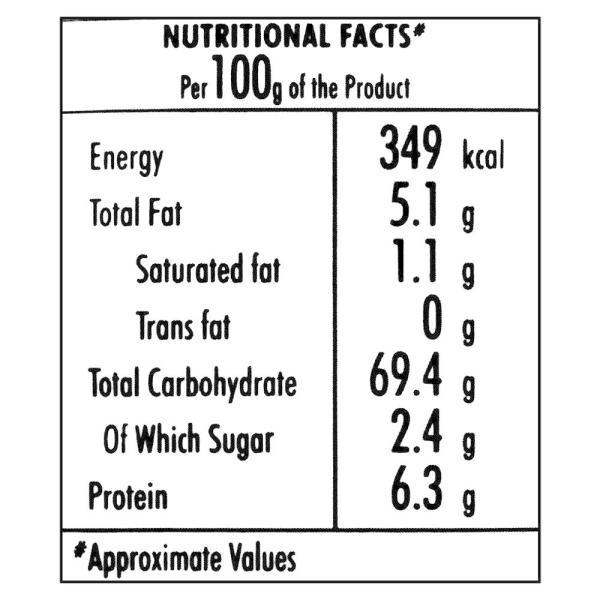 NUTRITIONAL FACTS#
Per 100g of the Product
Energy 349 kcal
Total Fat 5.1 g
Saturated fat 1.1 g
Trans fat 0 g
Total Carbohydrate 69.4 g
Of Which Sugar 2.4 g
Protein 6.3 g
#Approximate Values